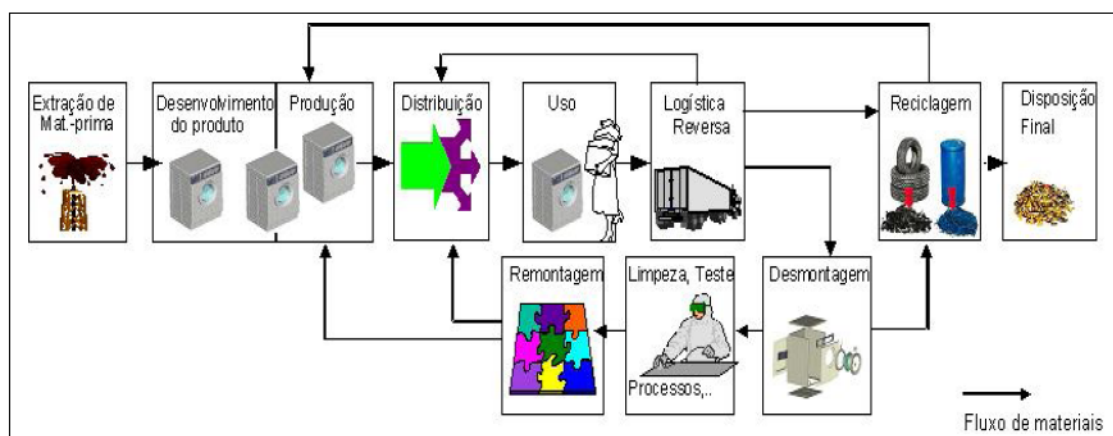 Extração de
Mat.-prima
Desenvolvimento
do produto
Produção
Distribuição
Uso
Logística
Reversa
Reciclagem
Disposição
Final
Remontagem
Limpeza, Teste
Processos,..
Desmontagem
Fluxo de materiais